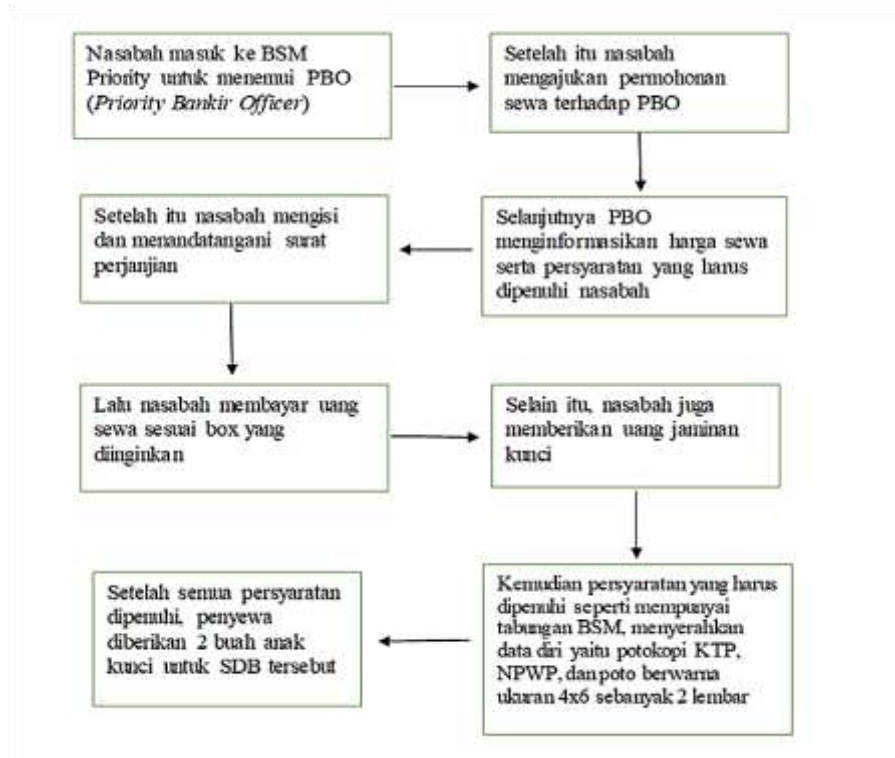 Nasabah masuk ke BSM
Priority untuk menemui PBO
(Priority Bankir Officer)
Setelah itu nasabah
mengajukan permohonan
sewa terhadap PBO
Selanjutnya PBO
menginformasikan harga sewa
serta persyaratan yang harus
dipenuhi nasabah
Setelah itu nasabah mengisi
dan menandatangani surat
perjanjian
Lalu nasabah membayar uang
sewa sesuai box yang
diinginkan
Selain itu, nasabah juga
memberikan uang jaminan
kunci
Kemudian persyaratan yang harus
dipenuhi seperti mempunyai
tabungan BSM, menyerahkan
data diri yaitu potokopi KTP,
NPWP, dan poto berwarna
ukuran 4x6 sebanyak 2 lembar
Setelah semua persyaratan
dipenuhi, penyewa
diberikan 2 buah anak
kunci untuk SDB tersebut